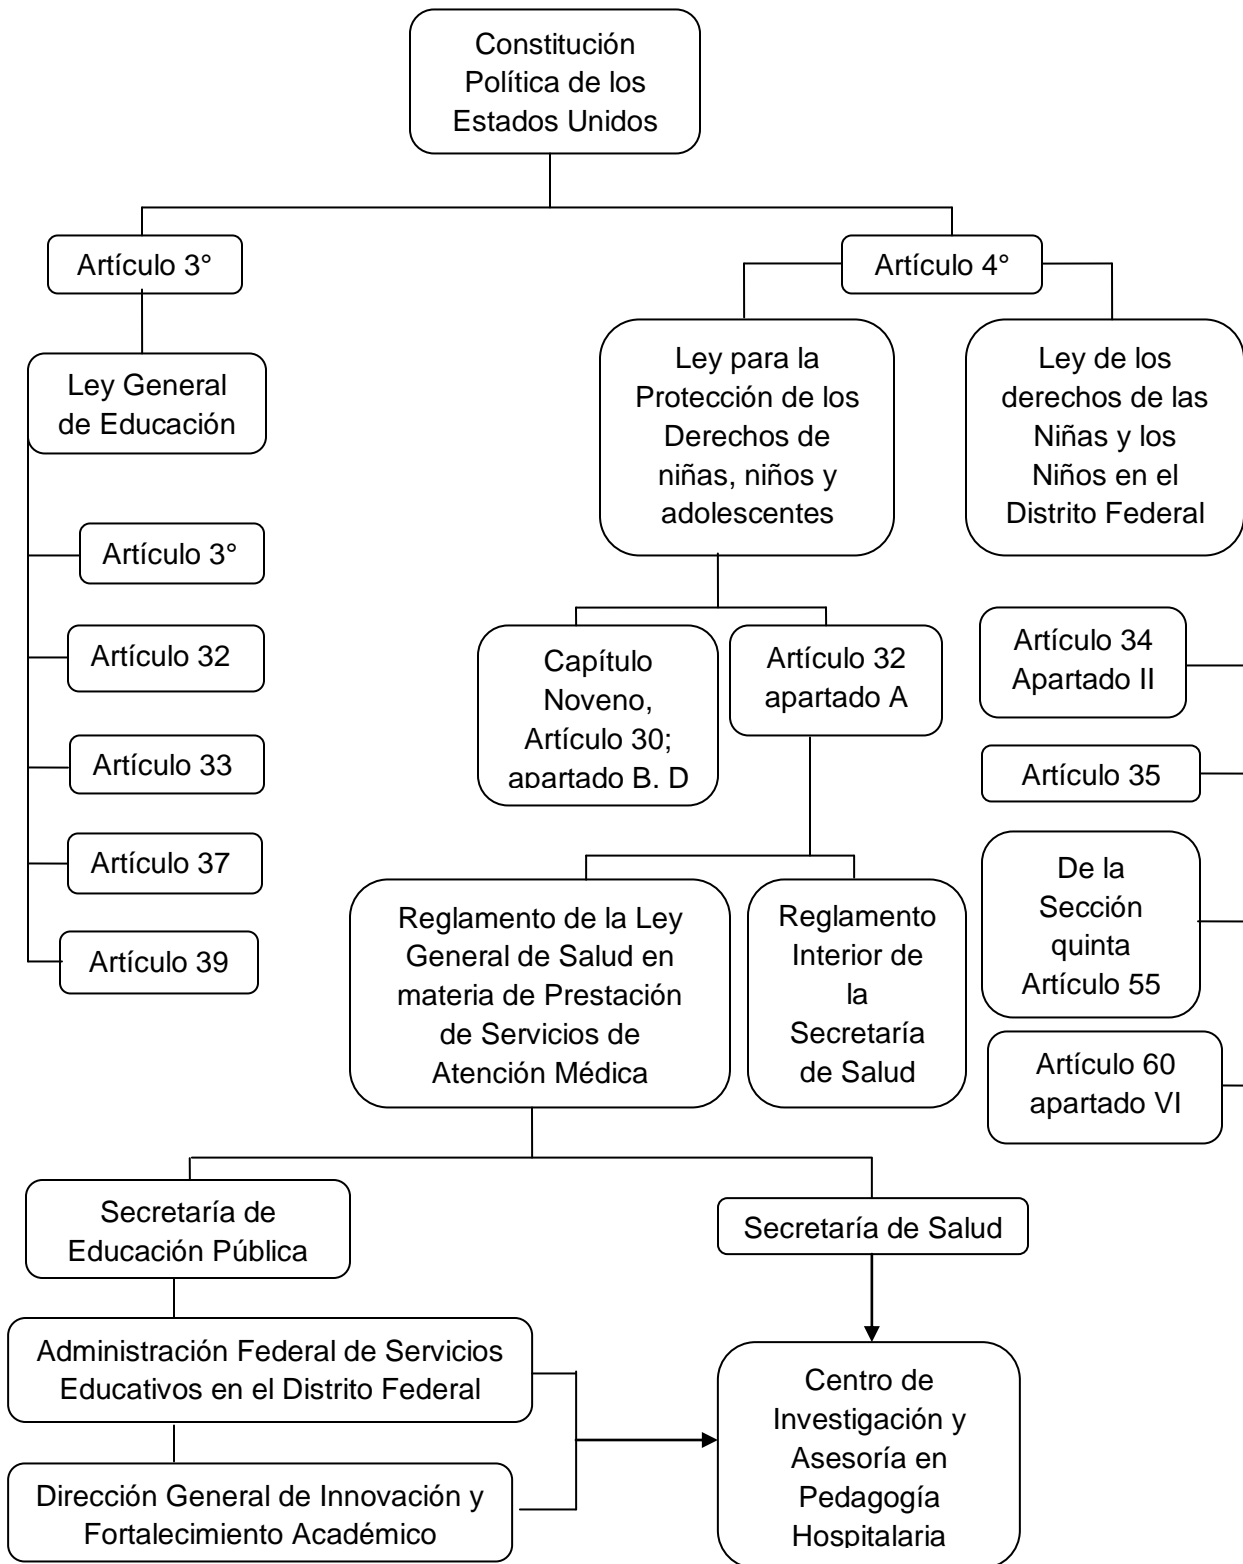 Constitución
Política de los
Estados Unidos
Artículo 3°
Artículo 4°
Ley General
de Educación
Ley para la
Protección de los
Derechos de
niñas, niños y
adolescentes
Ley de los
derechos de las
Niñas y los
Niños en el
Distrito Federal
Artículo 3°
Artículo 32
Artículo 33
Artículo 37
Artículo 39
Capítulo
Noveno,
Artículo 30;
apartado B. D
Artículo 32
apartado A
Artículo 34
Apartado II
Artículo 35
De la
Sección
quinta
Artículo 55
Artículo 60
apartado VI
Reglamento de la Ley
General de Salud en
materia de Prestación
de Servicios de
Atención Médica
Reglamento
Interior de
la
Secretaría
de Salud
Secretaría de
Educación Pública
Secretaría de Salud
Administración Federal de Servicios
Educativos en el Distrito Federal
Dirección General de Innovación y
Fortalecimiento Académico
Centro de
Investigación y
Asesoría en
Pedagogía
Hospitalaria